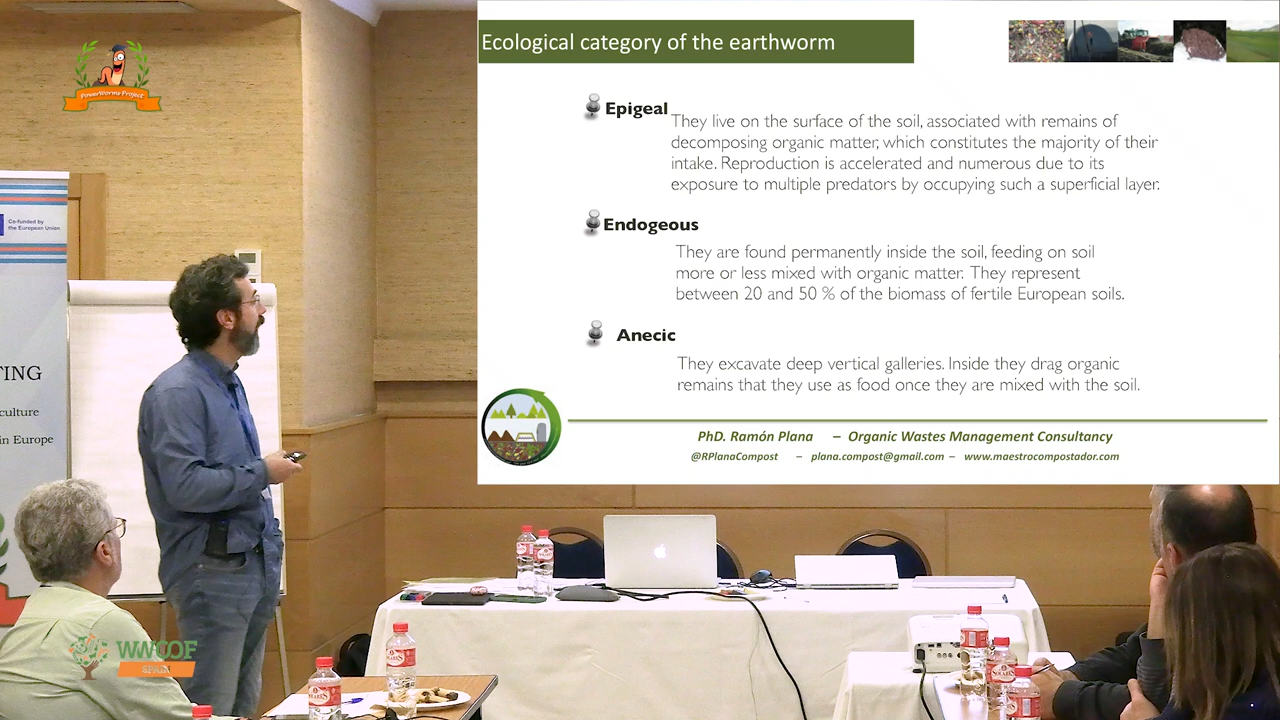 Ecological category of the earthworm
PowerWorms Project
Epigeal
They live on the surface of the soil, associated with remains of
decomposing organic matter, which constitutes the majority of their
intake. Reproduction is accelerated and numerous due to its
exposure to multiple predators by occupying such a superficial layer.
Endogeous
They are found permanently inside the soil, feeding on soil
more or less mixed with organic matter. They represent
between 20 and 50 % of the biomass of fertile European soils.
Anecic
They excavate deep vertical galleries. Inside they drag organic
remains that they use as food once they are mixed with the soil.
PhD. Ramón Plana – Organic Wastes Management Consultancy
@RPlanaCompost – plana.compost@gmail.com – www.maestrocompostador.com
Co-funded by
the European Union
TING
culture
in Europe
WWOOF
SPAIN